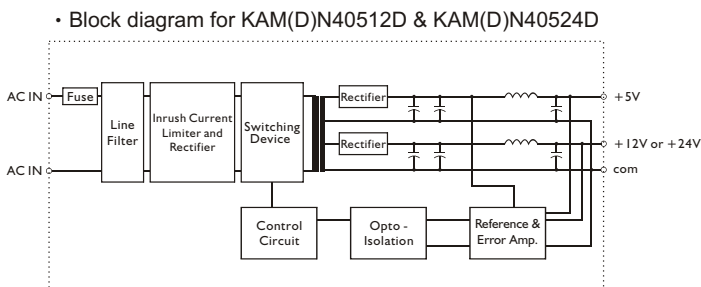 • Block diagram for KAM(D)N40512D & KAM(D)N40524D
AC IN
Fuse
Line
Filter
Inrush Current
Limiter and
Rectifier
Switching
Device
Rectifier
+5V
Rectifier
+12V or +24V
AC IN
com
Control
Circuit
Opto -
Isolation
Reference &
Error Amp.